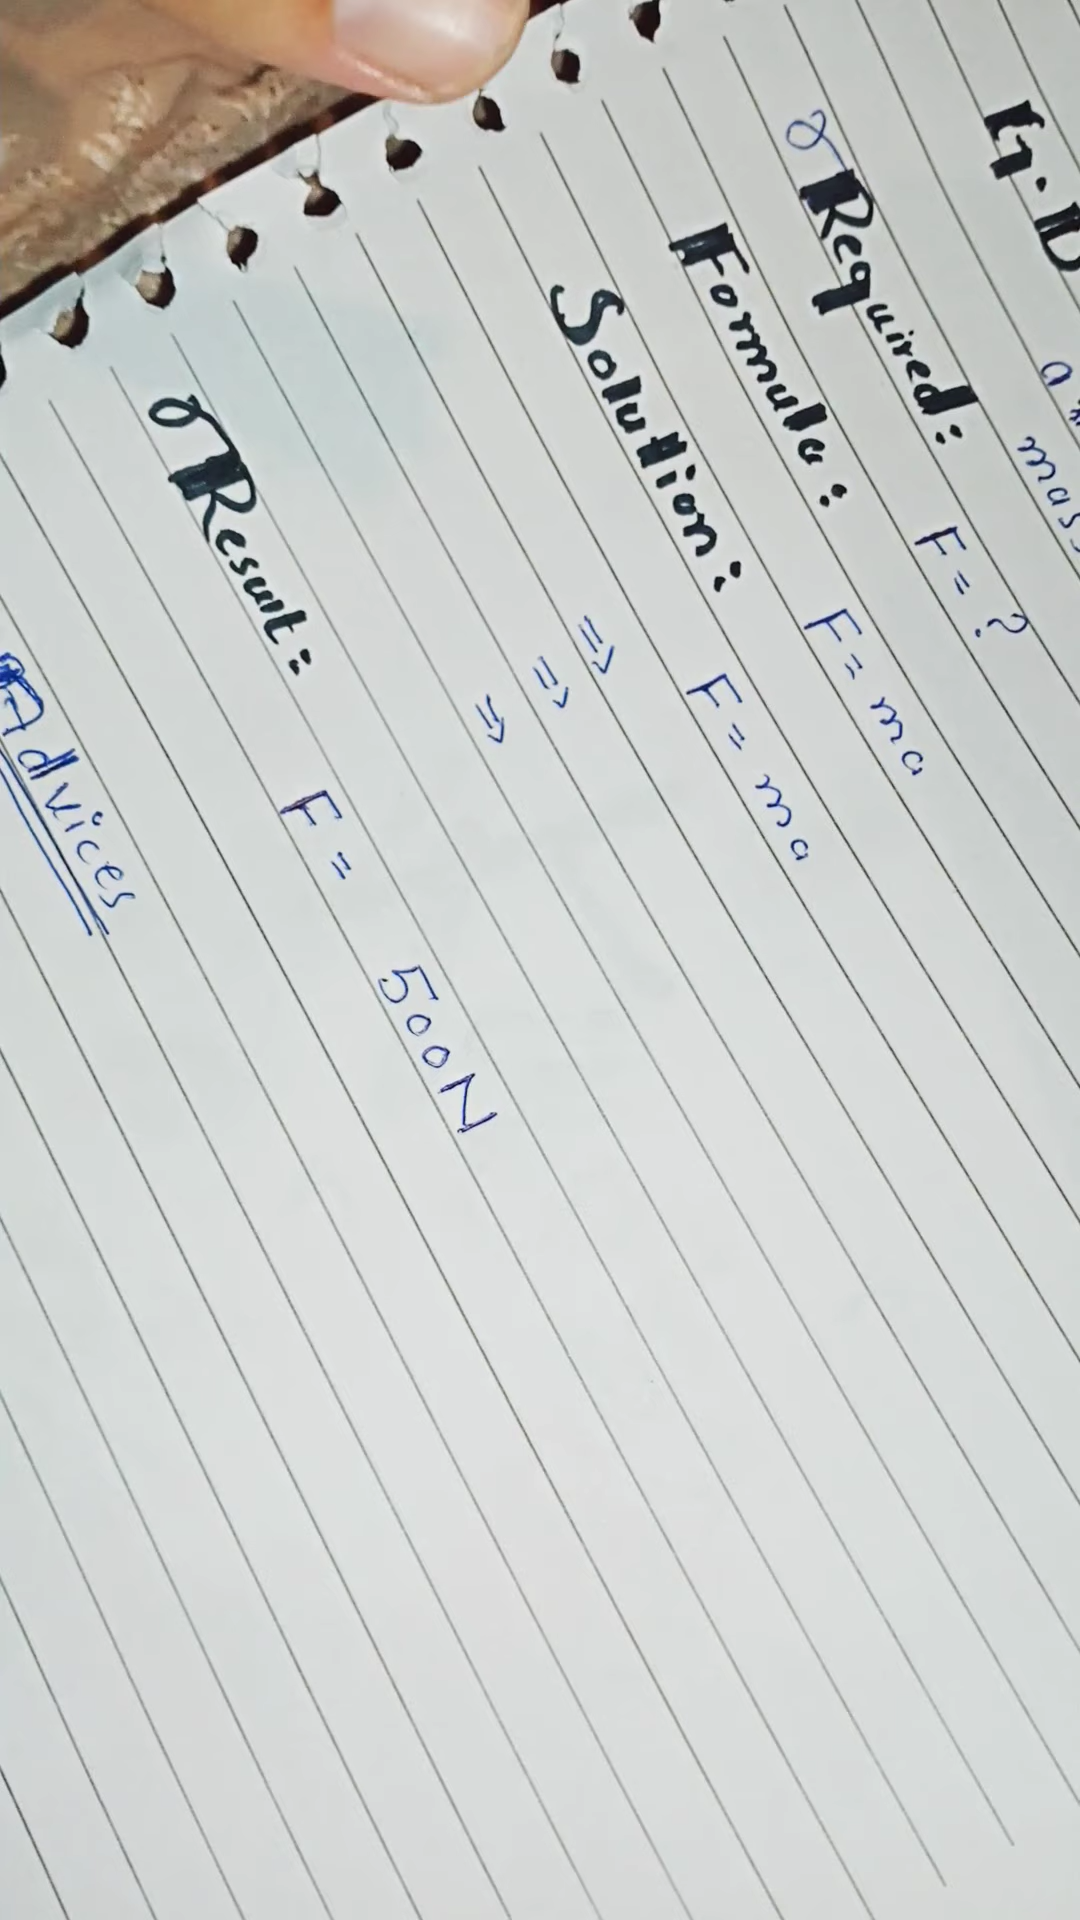 G.D
mass
Required: F = ?
Formula: F = ma
Solution: F = ma
⇒
⇒
⇒
Result: F = 500N
Advices